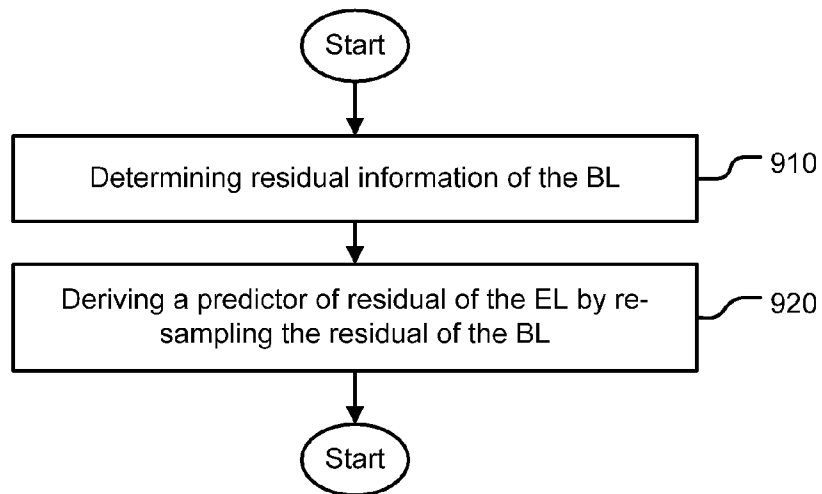 Start
Determining residual information of the BL
910
Deriving a predictor of residual of the EL by re-
sampling the residual of the BL
920
Start